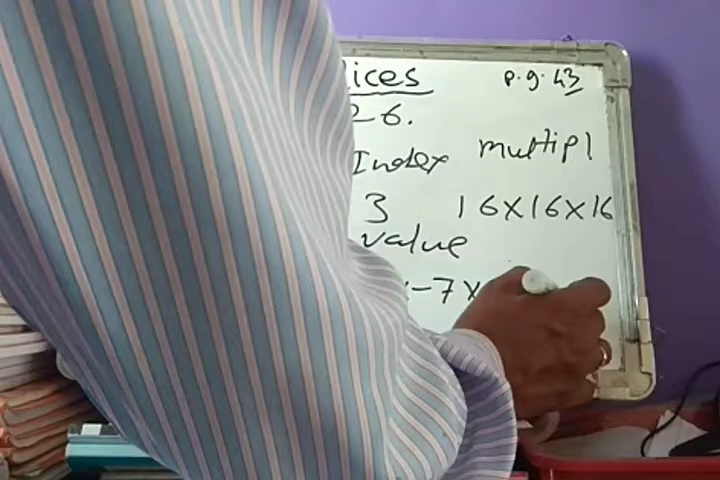 ices p.g.43
26.
Index multipl
3 16X16X16
value
-7X